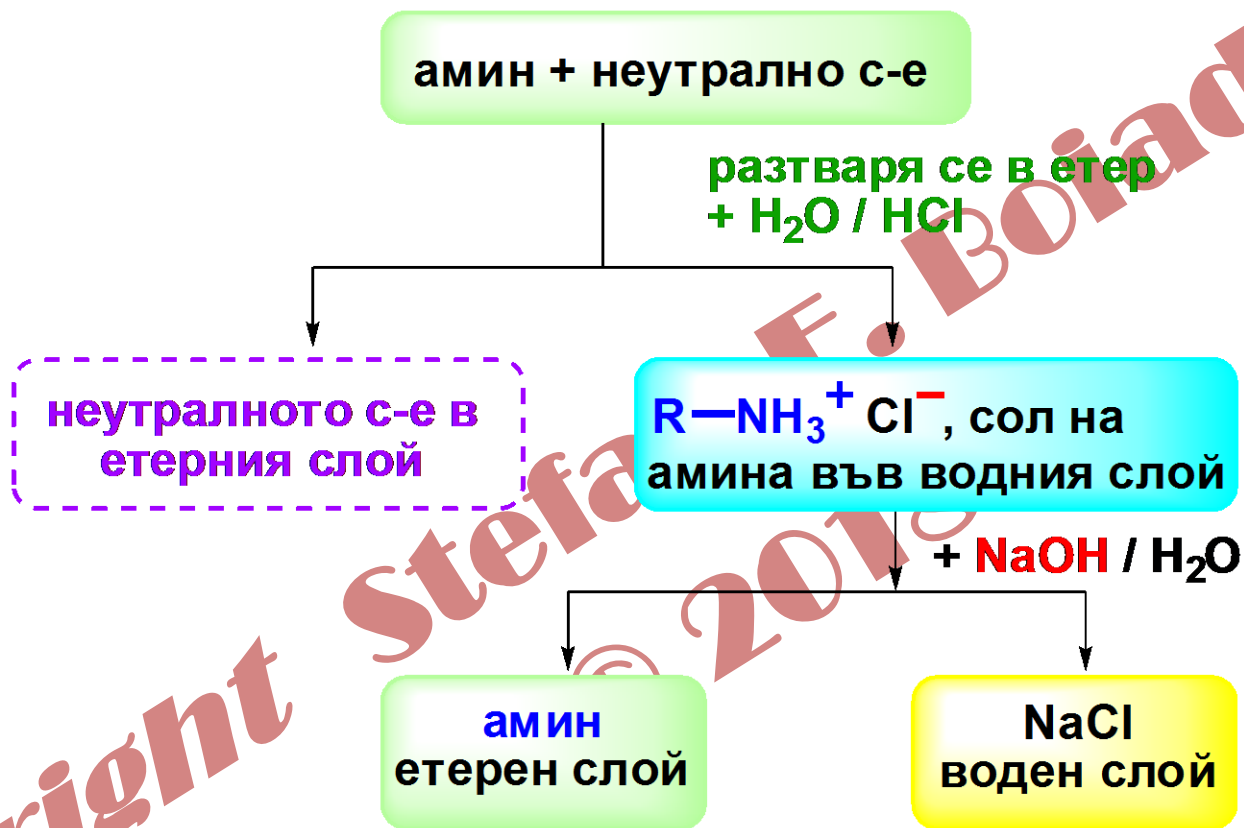 амин + неутрално с-е
разтваря се в етер
+ H₂O / HCl
неутралното с-е в
етерния слой
R—NH₃⁺ Cl⁻, сол на
амина във водния слой
+ NaOH / H₂O
амин
етерен слой
NaCl
воден слой